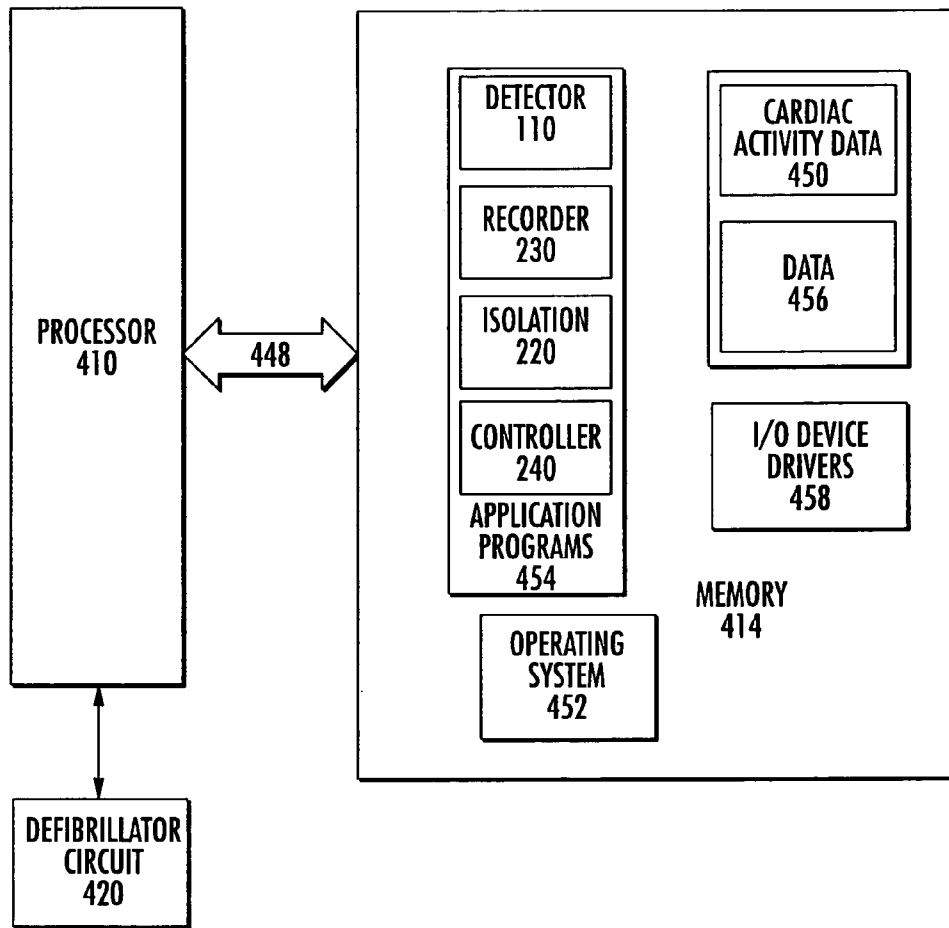 PROCESSOR
410
448
DETECTOR
110
RECORDER
230
ISOLATION
220
CONTROLLER
240
APPLICATION
PROGRAMS
454
CARDIAC
ACTIVITY DATA
450
DATA
456
I/O DEVICE
DRIVERS
458
MEMORY
414
OPERATING
SYSTEM
452
DEFIBRILLATOR
CIRCUIT
420